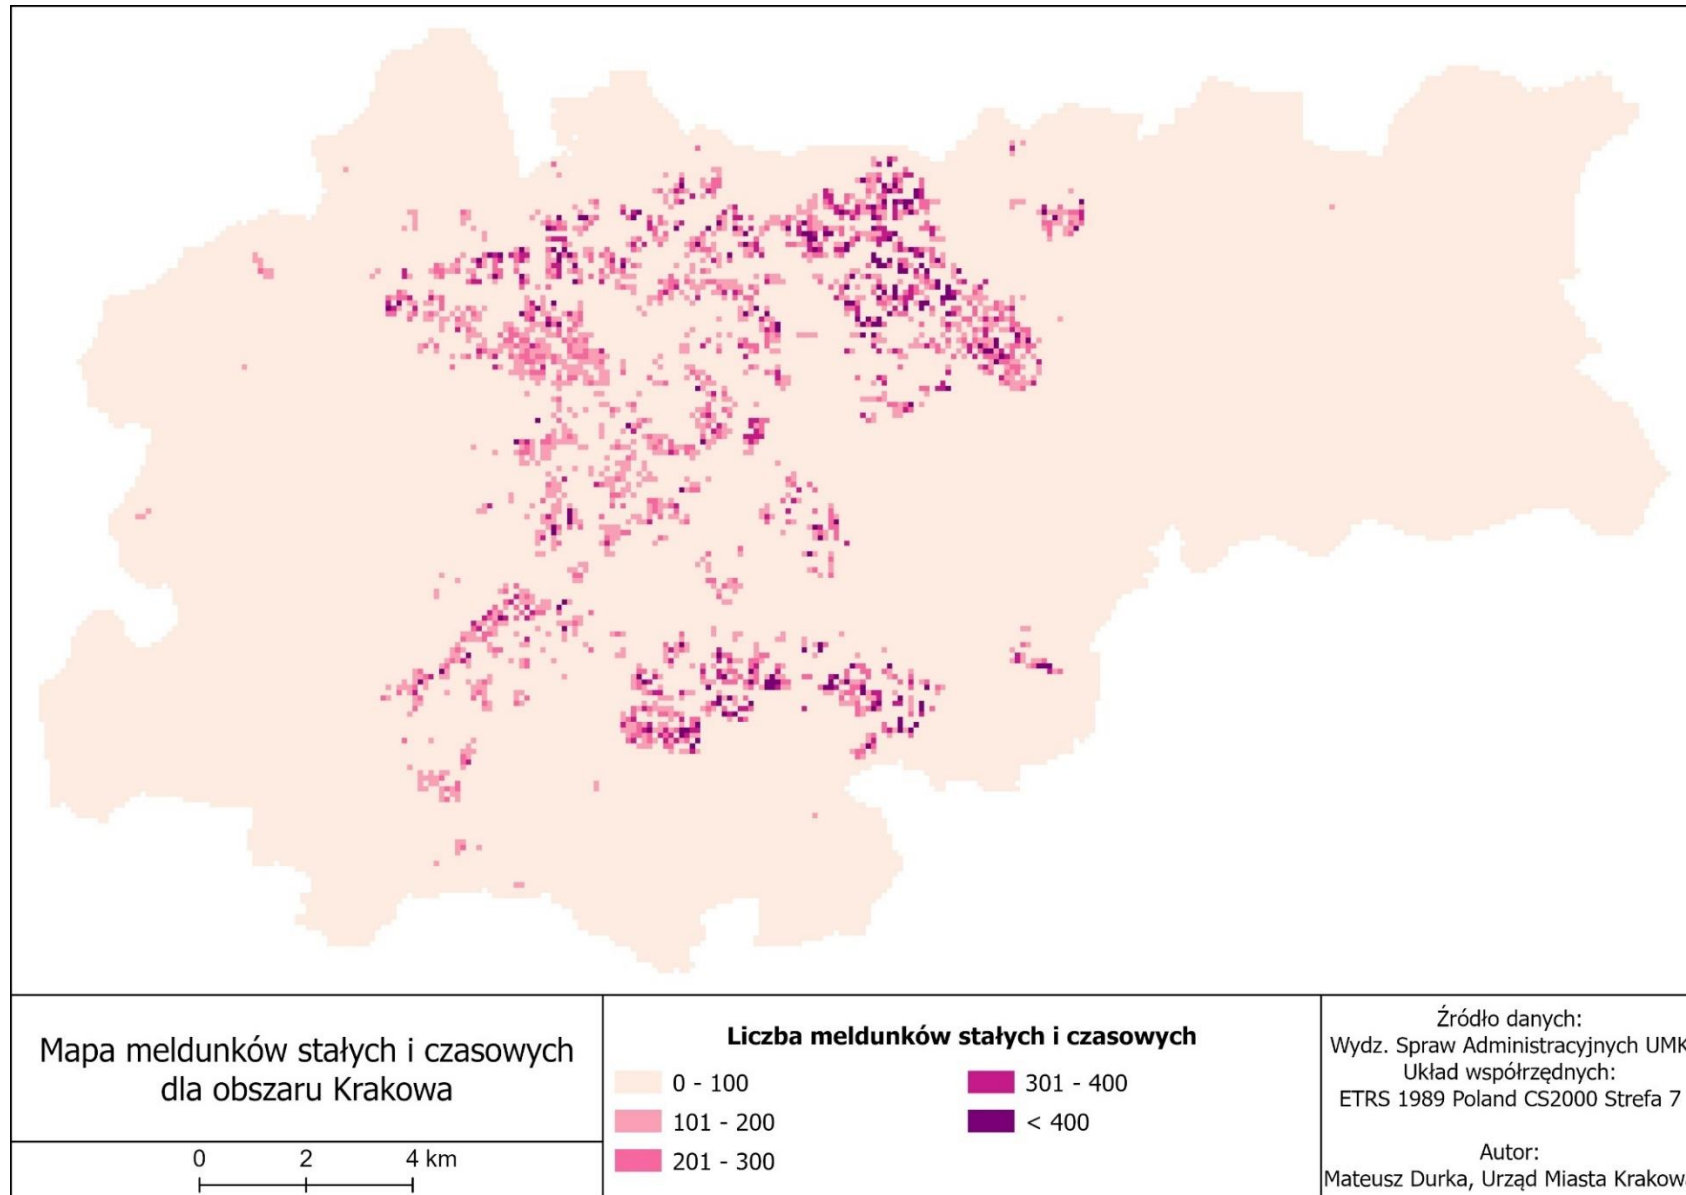 Mapa meldunków stałych i czasowych
dla obszaru Krakowa
0 2 4 km
Liczba meldunków stałych i czasowych
0 - 100
101 - 200
201 - 300
301 - 400
< 400
Źródło danych:
Wydz. Spraw Administracyjnych UMK
Układ współrzędnych:
ETRS 1989 Poland CS2000 Strefa 7
Autor:
Mateusz Durka, Urząd Miasta Krakowa